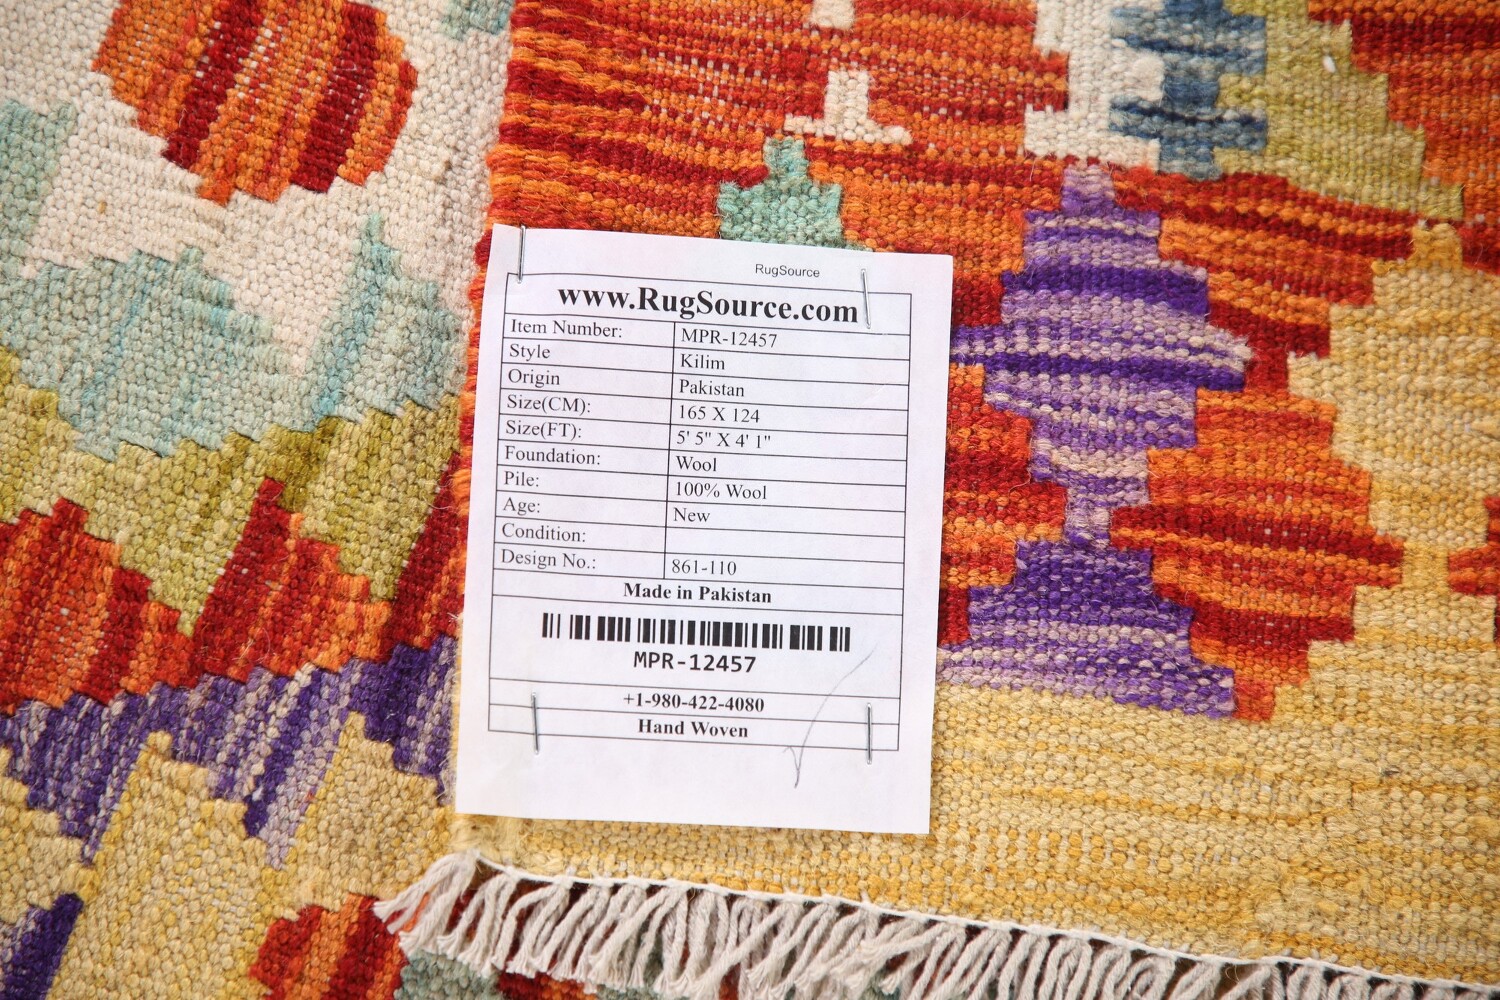 RugSource
www.RugSource.com
Item Number: MPR-12457
Style Kilim
Origin Pakistan
Size(CM): 165 X 124
Size(FT): 5' 5" X 4' 1"
Foundation: Wool
Pile: 100% Wool
Age: New
Condition:
Design No.: 861-110
Made in Pakistan
MPR-12457
+1-980-422-4080
Hand Woven